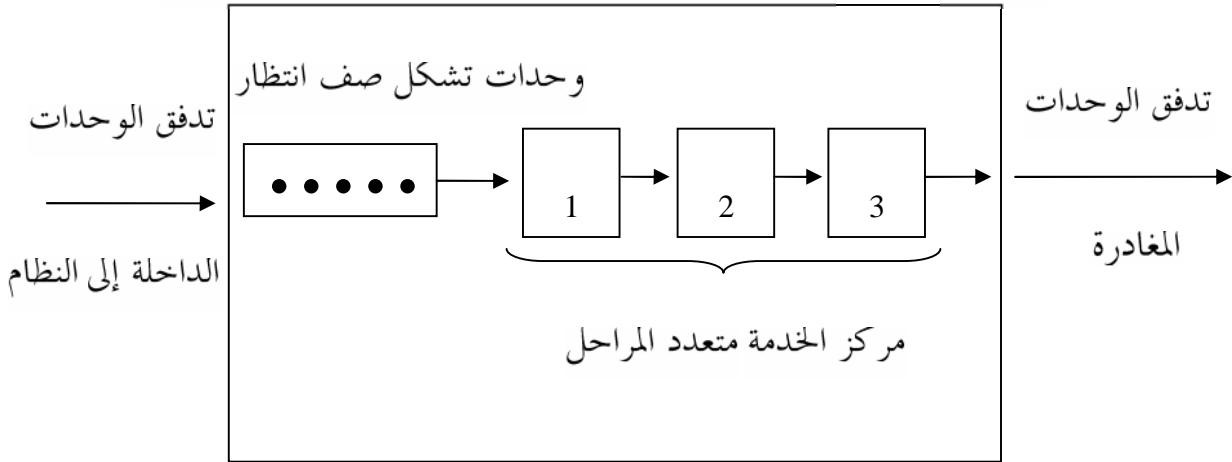 وحدات تشكل صف انتظار
تدفق الوحدات
تدفق الوحدات
1
2
3
المغادرة
الداخلة إلى النظام
مركز الخدمة متعدد المراحل